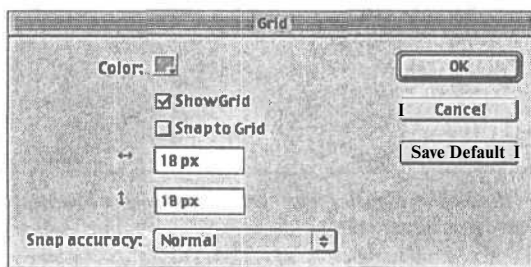 Grid
Color:
OK
ShowGrid
Cancel
Snap to Grid
Save Default
18 px
18 px
Snap accuracy: Normal